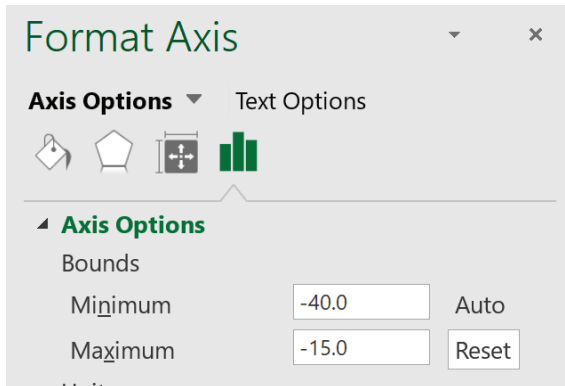 Format Axis
Axis Options Text Options
Axis Options
Bounds
Minimum -40.0 Auto
Maximum -15.0 Reset